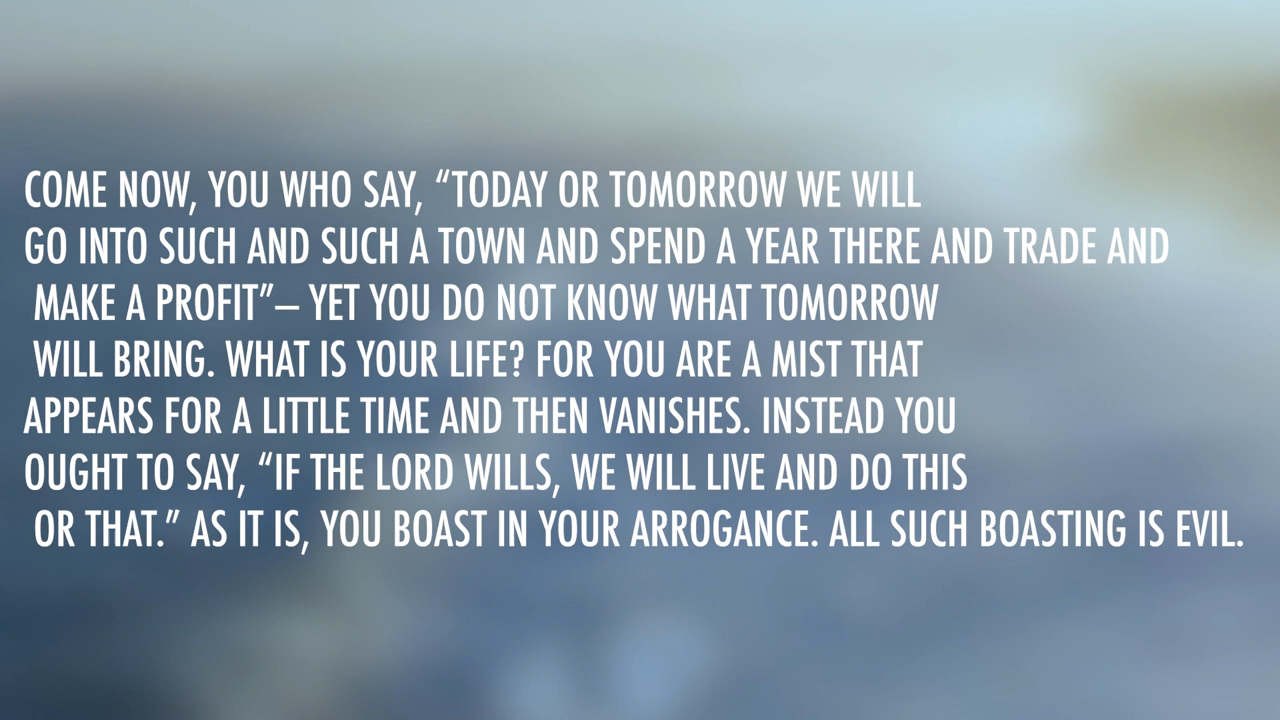 COME NOW, YOU WHO SAY, “TODAY OR TOMORROW WE WILL
GO INTO SUCH AND SUCH A TOWN AND SPEND A YEAR THERE AND TRADE AND
MAKE A PROFIT”– YET YOU DO NOT KNOW WHAT TOMORROW
WILL BRING. WHAT IS YOUR LIFE? FOR YOU ARE A MIST THAT
APPEARS FOR A LITTLE TIME AND THEN VANISHES. INSTEAD YOU
OUGHT TO SAY, “IF THE LORD WILLS, WE WILL LIVE AND DO THIS
OR THAT.” AS IT IS, YOU BOAST IN YOUR ARROGANCE. ALL SUCH BOASTING IS EVIL.